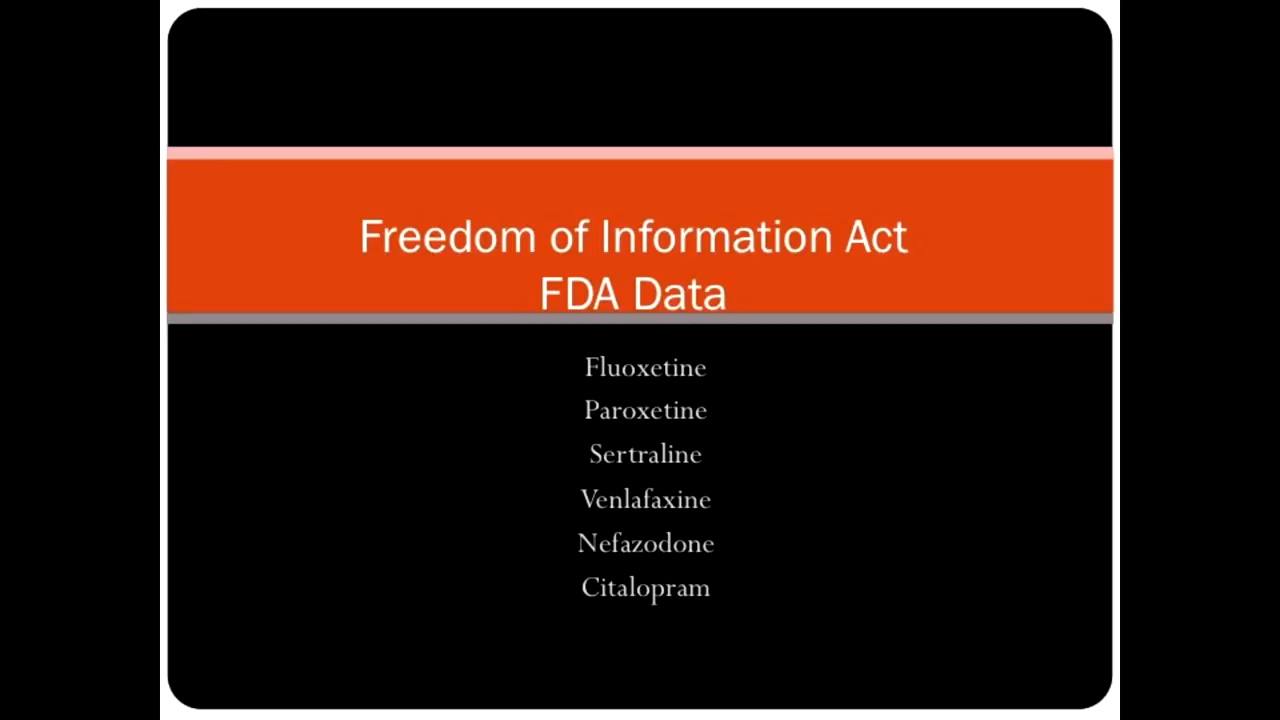 Freedom of Information Act
FDA Data
Fluoxetine
Paroxetine
Sertraline
Venlafaxine
Nefazodone
Citalopram